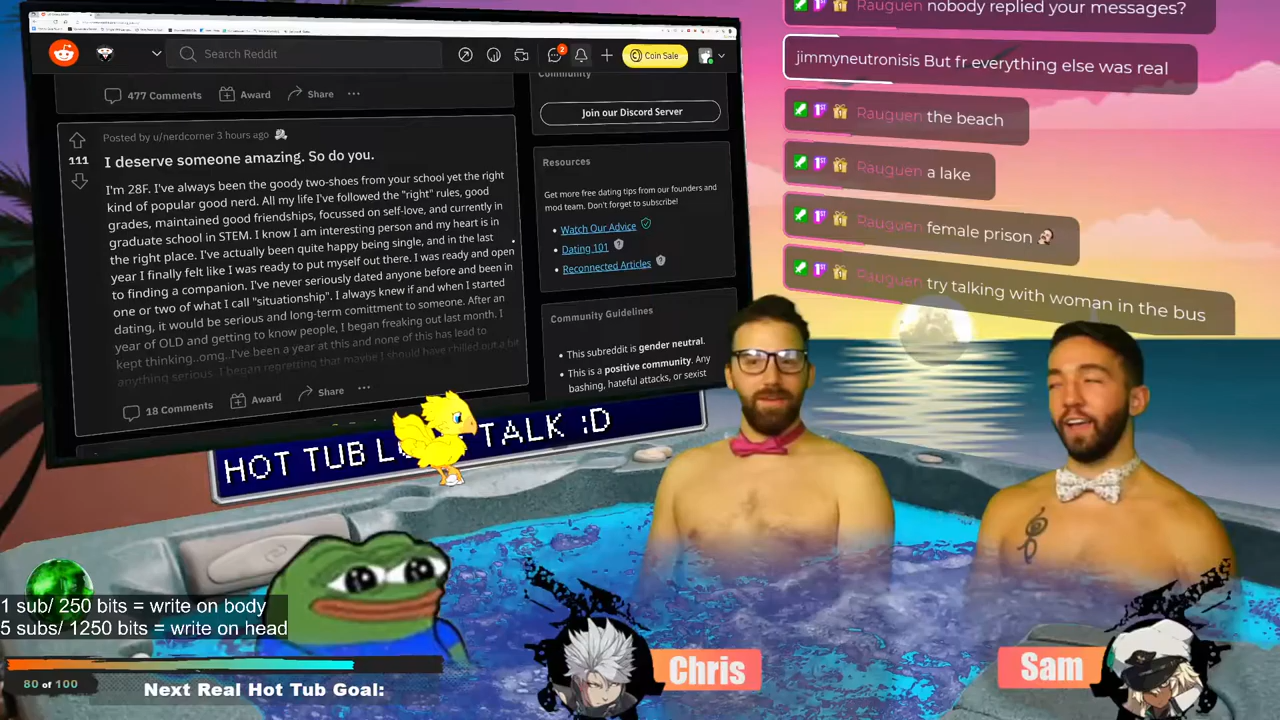 Search Reddit
2
Coin Sale
477 Comments
Award
Share
Posted by u/nerdcorner 3 hours ago
111
I deserve someone amazing. So do you.
I'm 28F. I've always been the goody two-shoes from your school yet the right
kind of popular good nerd. All my life I've followed the "right" rules, good
grades, maintained good friendships, focussed on self-love, and currently in
graduate school in STEM. I know I am interesting person and my heart is in
the right place. I've actually been quite happy being single, and in the last
year I finally felt like I was ready to put myself out there. I was ready and open
to finding a companion. I've never seriously dated anyone before and been in
one or two of what I call "situationship". I always knew if and when I started
dating, it would be serious and long-term comittment to someone. After an
year of OLD and getting to know people, I began freaking out last month. I
kept thinking..omg..I've been a year at this and none of this has lead to
anything serious. I began regretting that maybe I should have chilled out a bit
18 Comments
Award
Share
Community
Join our Discord Server
Resources
Get more free dating tips from our founders and
mod team. Don't forget to subscribe!
Watch Our Advice
Dating 101
Reconnected Articles
Community Guidelines
This subreddit is gender neutral.
This is a positive community. Any
bashing, hateful attacks, or sexist
HOT TUB L
TALK :D
Rauguen nobody replied your messages?
jimmyneutronisis But fr everything else was real
Rauguen the beach
Rauguen a lake
Rauguen female prison
Rauguen try talking with woman in the bus
1 sub/ 250 bits = write on body
5 subs/ 1250 bits = write on head
80 of 100
Next Real Hot Tub Goal:
Chris
Sam